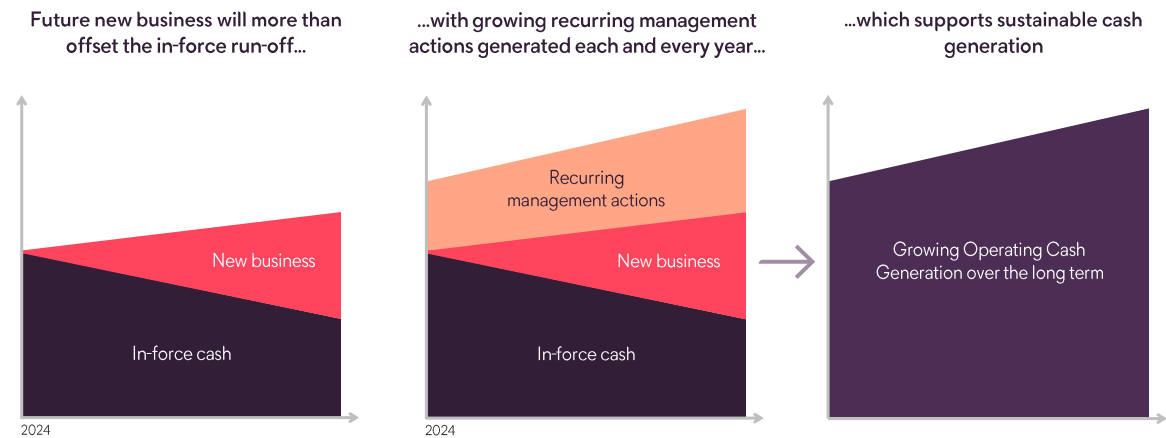 Future new business will more than
offset the in-force run-off...
...with growing recurring management
actions generated each and every year...
...which supports sustainable cash
generation
New business
In-force cash
2024
Recurring
management actions
New business
In-force cash
2024
Growing Operating Cash
Generation over the long term